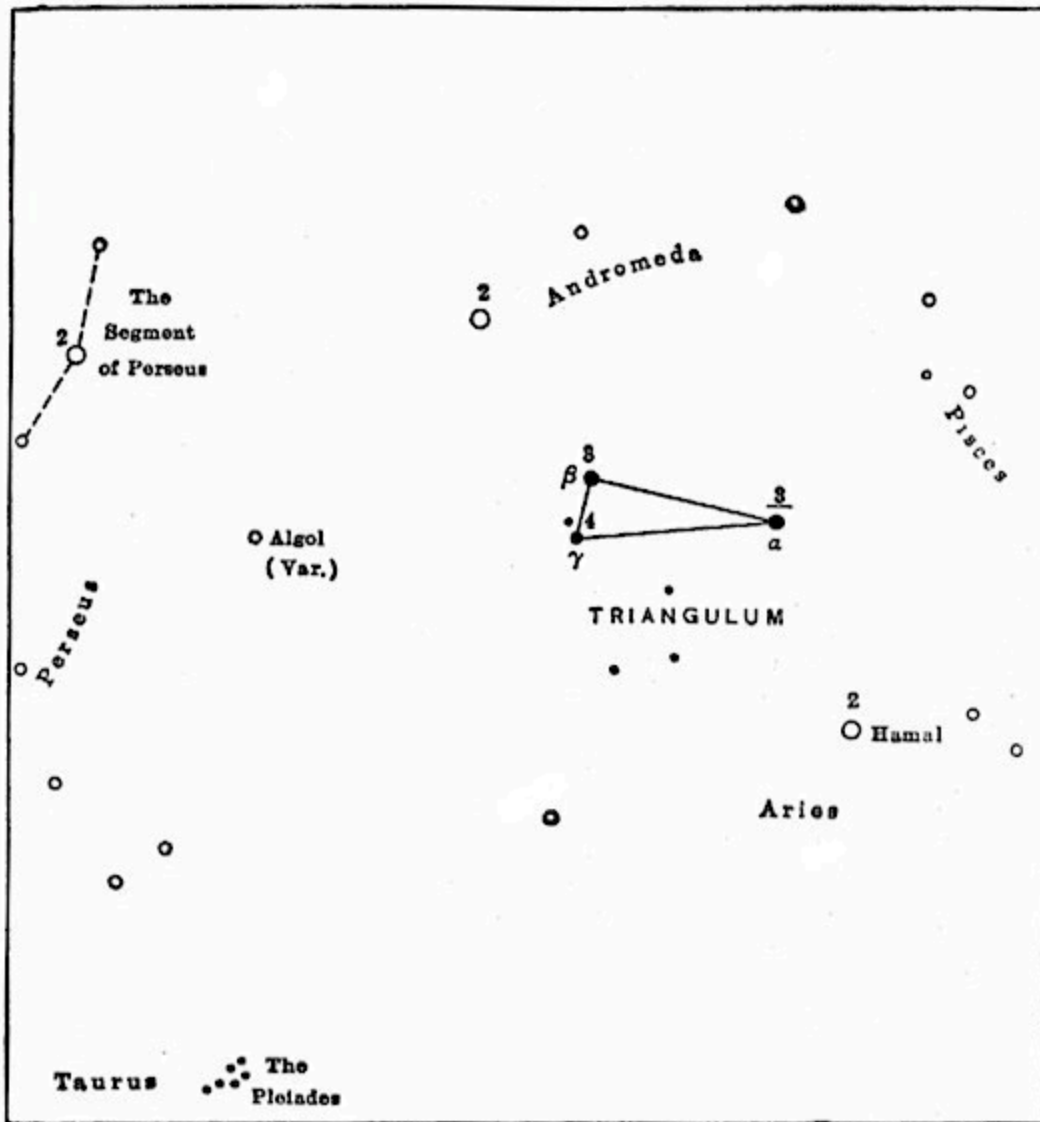 The
Segment
of Perseus
2
2
Andromeda
Pisces
3
β
4
γ
3
α
Algol
(Var.)
Perseus
TRIANGULUM
2
Hamal
Aries
Taurus
The
Pleiades